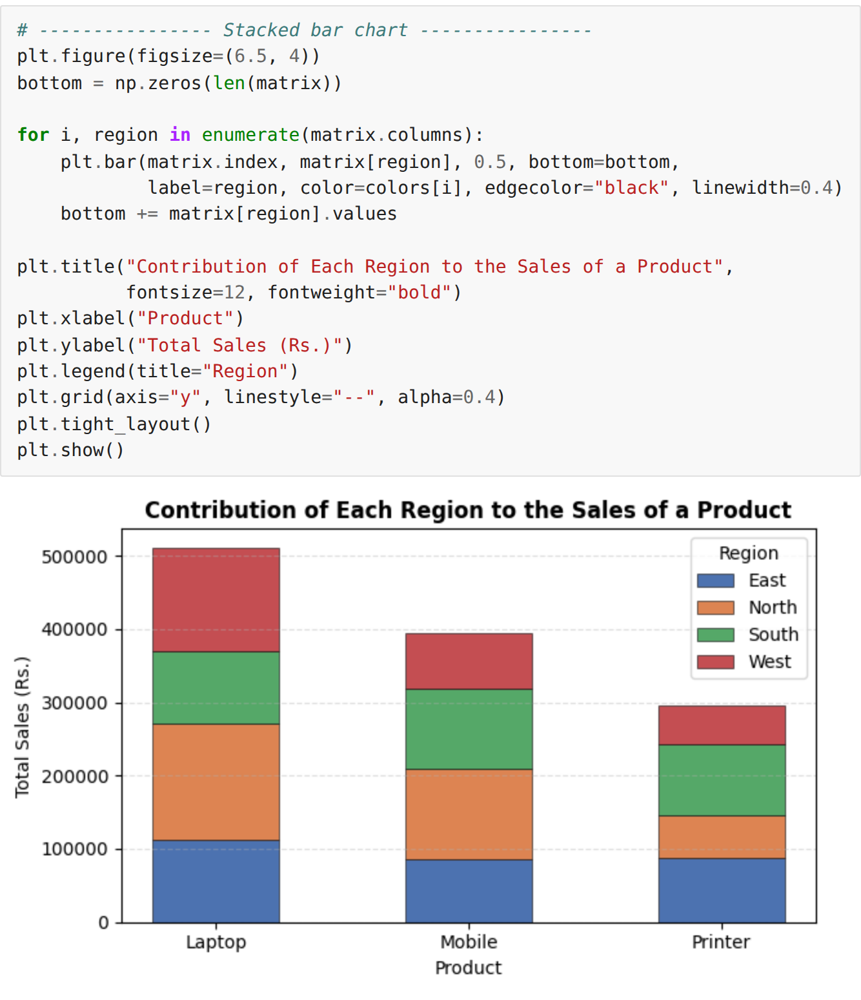 # ---------------- Stacked bar chart ----------------
plt.figure(figsize=(6.5, 4))
bottom = np.zeros(len(matrix))

for i, region in enumerate(matrix.columns):
    plt.bar(matrix.index, matrix[region], 0.5, bottom=bottom,
            label=region, color=colors[i], edgecolor="black", linewidth=0.4)
    bottom += matrix[region].values

plt.title("Contribution of Each Region to the Sales of a Product",
          fontsize=12, fontweight="bold")
plt.xlabel("Product")
plt.ylabel("Total Sales (Rs.)")
plt.legend(title="Region")
plt.grid(axis="y", linestyle="--", alpha=0.4)
plt.tight_layout()
plt.show()
Contribution of Each Region to the Sales of a Product
Total Sales (Rs.)
500000
400000
300000
200000
100000
0
Region
East
North
South
West
Laptop
Mobile
Printer
Product